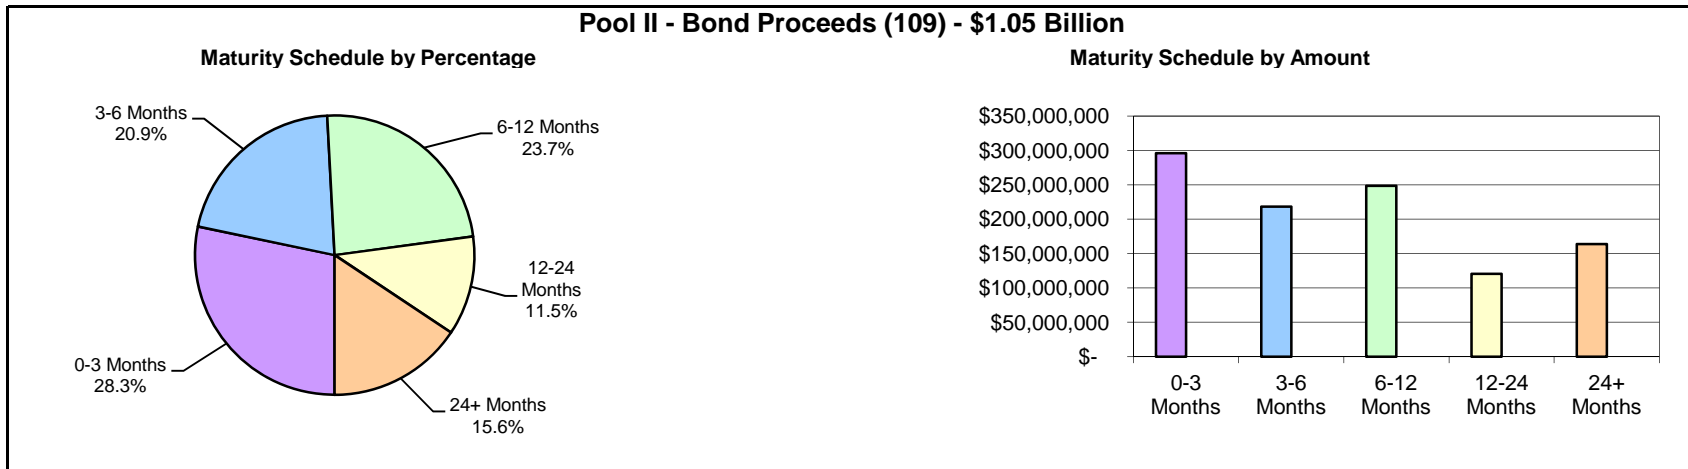 Pool II - Bond Proceeds (109) - $1.05 Billion
Maturity Schedule by Percentage
3-6 Months
20.9%
6-12 Months
23.7%
12-24
Months
11.5%
0-3 Months
28.3%
24+ Months
15.6%
Maturity Schedule by Amount
$350,000,000
$300,000,000
$250,000,000
$200,000,000
$150,000,000
$100,000,000
$50,000,000
$-
0-3
Months
3-6
Months
6-12
Months
12-24
Months
24+
Months